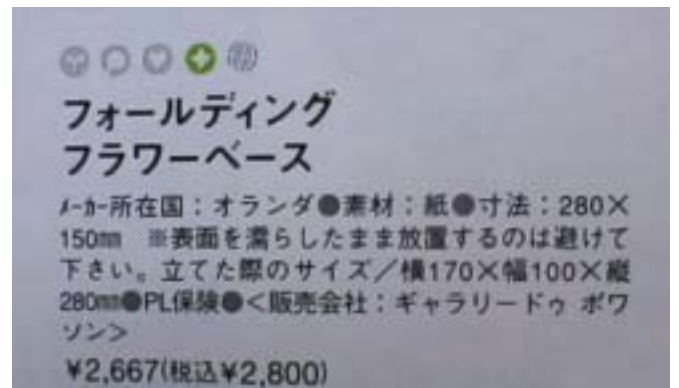 フォールディング
フラワーベース
メーカー所在国：オランダ●素材：紙●寸法：280×
150㎜　※表面を濡らしたまま放置するのは避けて
下さい。立てた際のサイズ／横170×幅100×縦
280㎜●PL保険●＜販売会社：ギャラリードゥ ポワ
ソン＞
¥2,667(税込¥2,800)